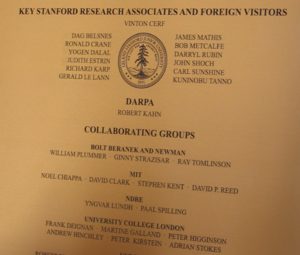 KEY STANFORD RESEARCH ASSOCIATES AND FOREIGN VISITORS
VINTON CERF
DAG BELSNES
RONALD CRANE
YOGEN DALAL
JUDITH ESTRIN
RICHARD KARP
GERALD LE LANN
JAMES MATHIS
BOB METCALFE
DARRYL RUBIN
JOHN SHOCH
CARL SUNSHINE
KUNINOBU TANNO
DARPA
ROBERT KAHN
COLLABORATING GROUPS
BOLT BERANEK AND NEWMAN
WILLIAM PLUMMER · GINNY STRAZISAR · RAY TOMLINSON
MIT
NOEL CHIAPPA · DAVID CLARK · STEPHEN KENT · DAVID P. REED
NDRE
YNGVAR LUNDH · PAAL SPILLING
UNIVERSITY COLLEGE LONDON
FRANK DEIGNAN · MARTINE GALLAND · PETER HIGGINSON
ANDREW HINCHLEY · PETER KIRSTEIN · ADRIAN STOKES